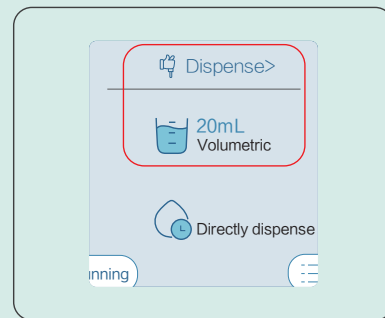 Dispense>
20mL
Volumetric
Directly dispense
nning